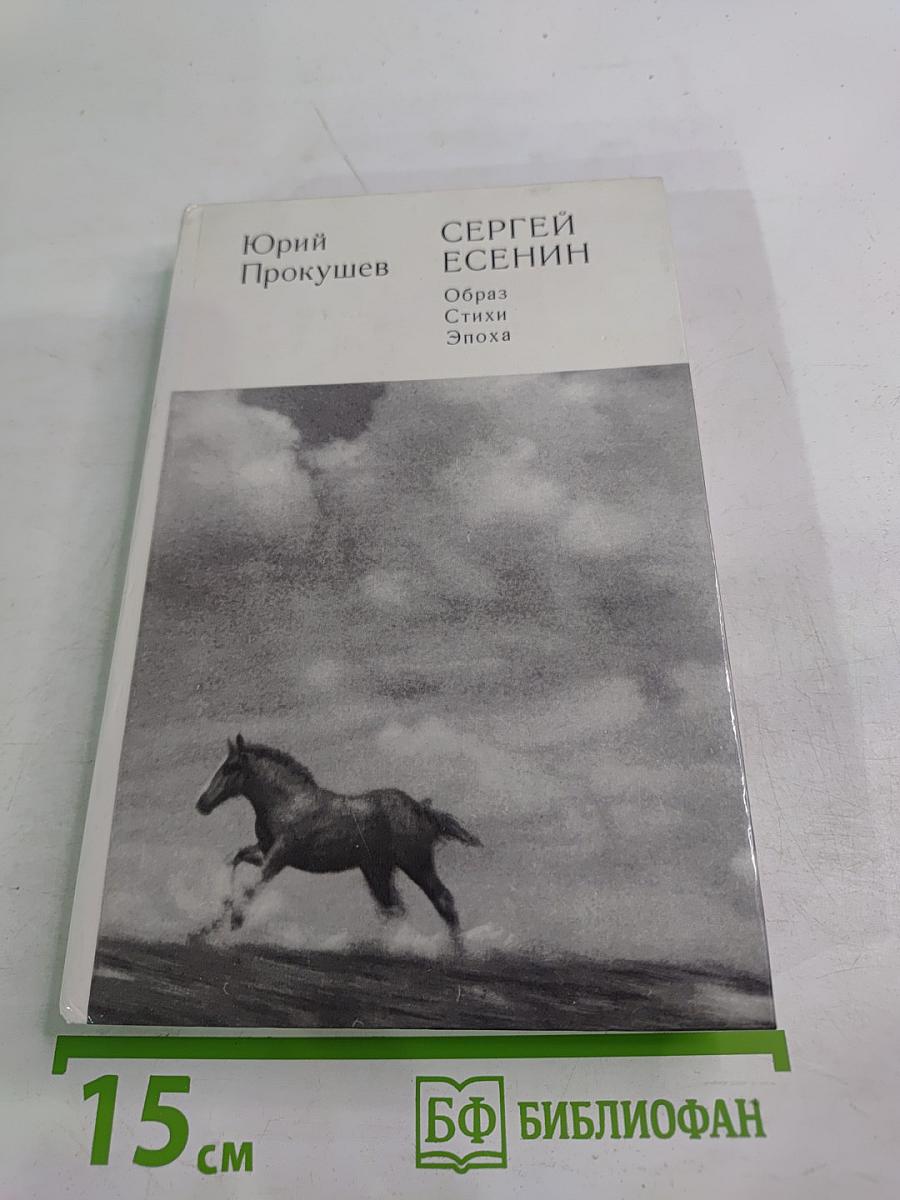 Юрий
Прокушев
СЕРГЕЙ
ЕСЕНИН
Образ
Стихи
Эпоха
15 см
БФ БИБЛИОФАН